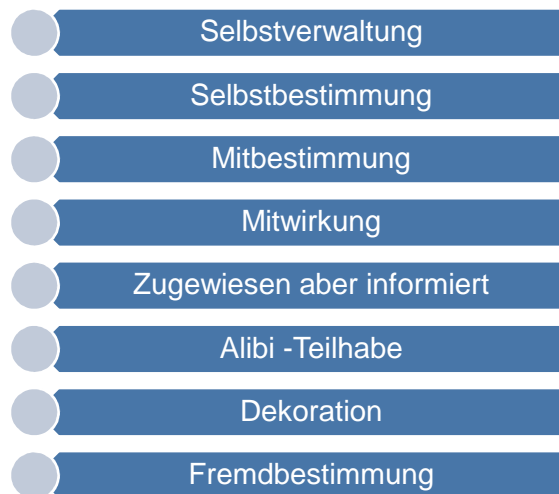 Selbstverwaltung
Selbstbestimmung
Mitbestimmung
Mitwirkung
Zugewiesen aber informiert
Alibi -Teilhabe
Dekoration
Fremdbestimmung